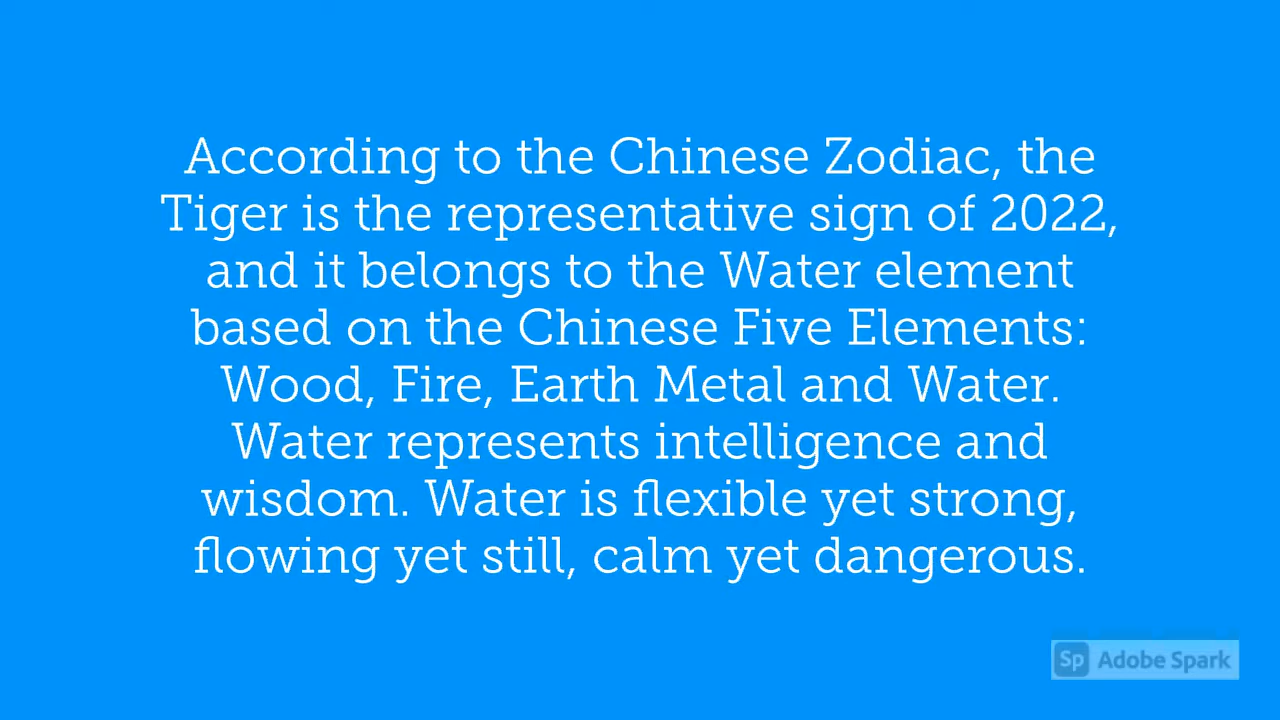 According to the Chinese Zodiac, the
Tiger is the representative sign of 2022,
and it belongs to the Water element
based on the Chinese Five Elements:
Wood, Fire, Earth Metal and Water.
Water represents intelligence and
wisdom. Water is flexible yet strong,
flowing yet still, calm yet dangerous.
Sp Adobe Spark